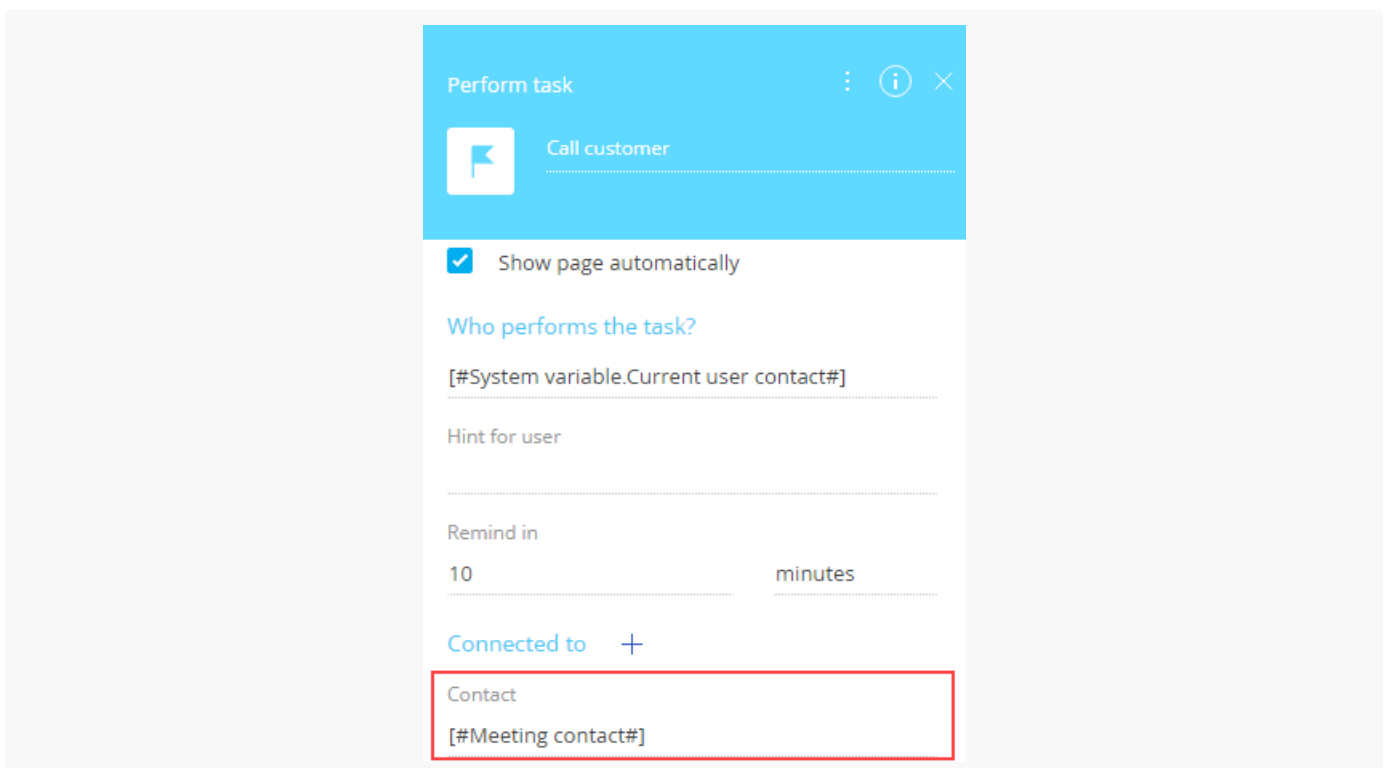 Perform task
Call customer
Show page automatically
Who performs the task?
[#System variable.Current user contact#]
Hint for user
Remind in
10 minutes
Connected to +
Contact
[#Meeting contact#]